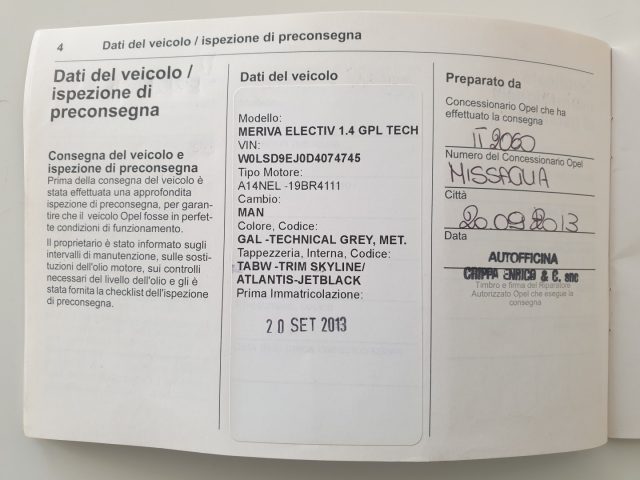 4
Dati del veicolo / ispezione di preconsegna
Dati del veicolo /
ispezione di
preconsegna
Consegna del veicolo e
ispezione di preconsegna
Prima della consegna del veicolo è
stata effettuata una approfondita
ispezione di preconsegna, per garan-
tire che il veicolo Opel fosse in perfet-
te condizioni di funzionamento.
Il proprietario è stato informato sugli
intervalli di manutenzione, sulle sosti-
tuzioni dell'olio motore, sui controlli
necessari del livello dell'olio e gli è
stata fornita la checklist dell'ispezione
di preconsegna.
Dati del veicolo
Modello:
MERIVA ELECTIV 1.4 GPL TECH
VIN:
W0LSD9EJ0D4074745
Tipo Motore:
A14NEL -19BR4111
Cambio:
MAN
Colore, Codice:
GAL -TECHNICAL GREY, MET.
Tappezzeria, Interna, Codice:
TABW -TRIM SKYLINE/
ATLANTIS-JETBLACK
Prima Immatricolazione:
20 SET 2013
Preparato da
Concessionario Opel che ha
effettuato la consegna
IT 2060
Numero del Concessionario Opel
MISSAGLIA
Città
20.09.2013
Data
AUTOFFICINA
CRIPPA ENRICO & C. snc
Timbro e firma del Riparatore
Autorizzato Opel che esegue la
consegna